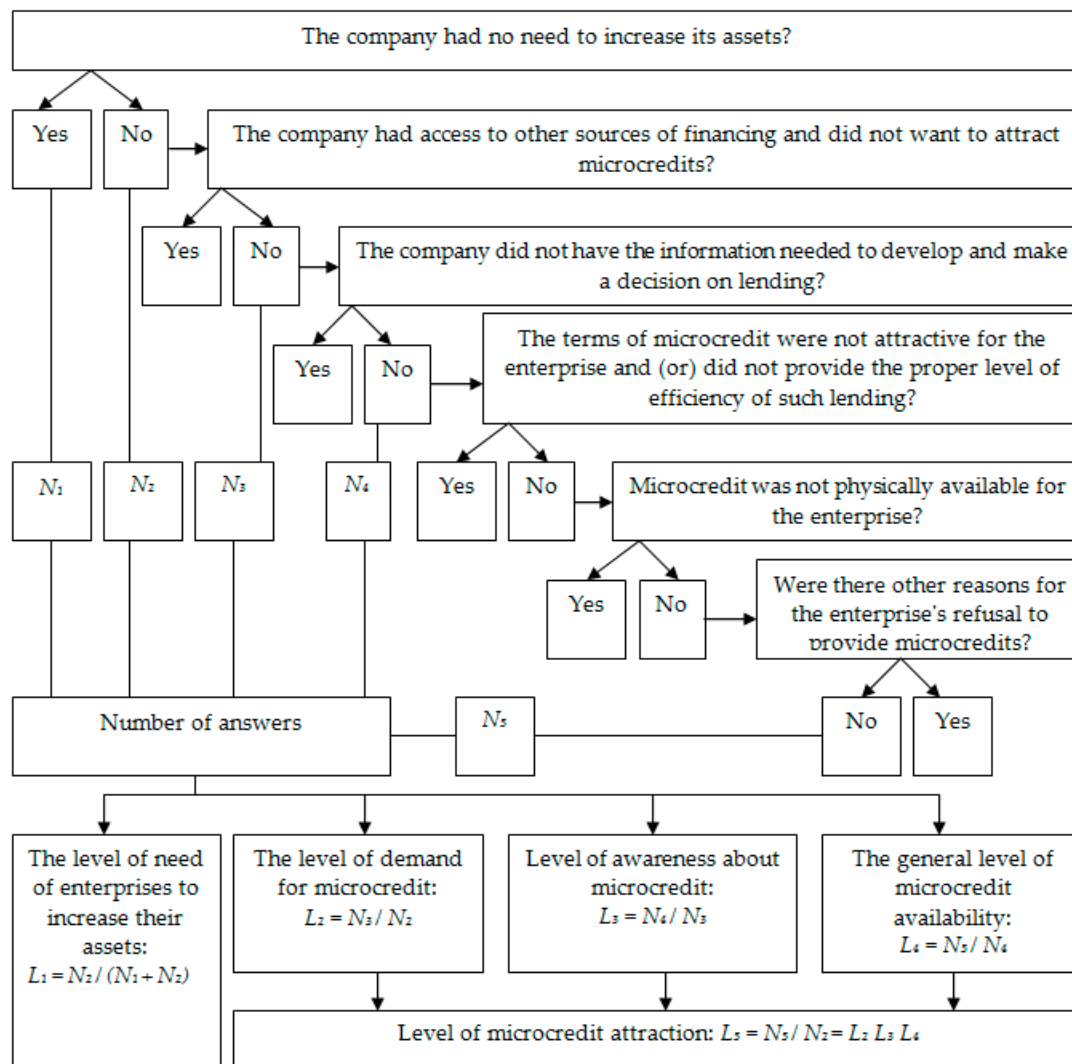 The company had no need to increase its assets?
Yes
No
The company had access to other sources of financing and did not want to attract
microcredits?
Yes
No
The company did not have the information needed to develop and make
a decision on lending?
Yes
No
The terms of microcredit were not attractive for the
enterprise and (or) did not provide the proper level of
efficiency of such lending?
N₁
N₂
N₃
N₄
Yes
No
Microcredit was not physically available for
the enterprise?
Yes
No
Were there other reasons for
the enterprise's refusal to
provide microcredits?
Number of answers
N₅
No
Yes
The level of need
of enterprises to
increase their
assets:
L₁ = N₂ / (N₁ + N₂)
The level of demand
for microcredit:
L₂ = N₃ / N₂
Level of awareness about
microcredit:
L₃ = N₄ / N₃
The general level of
microcredit
availability:
L₄ = N₅ / N₄
Level of microcredit attraction: L₅ = N₅ / N₂ = L₂ L₃ L₄